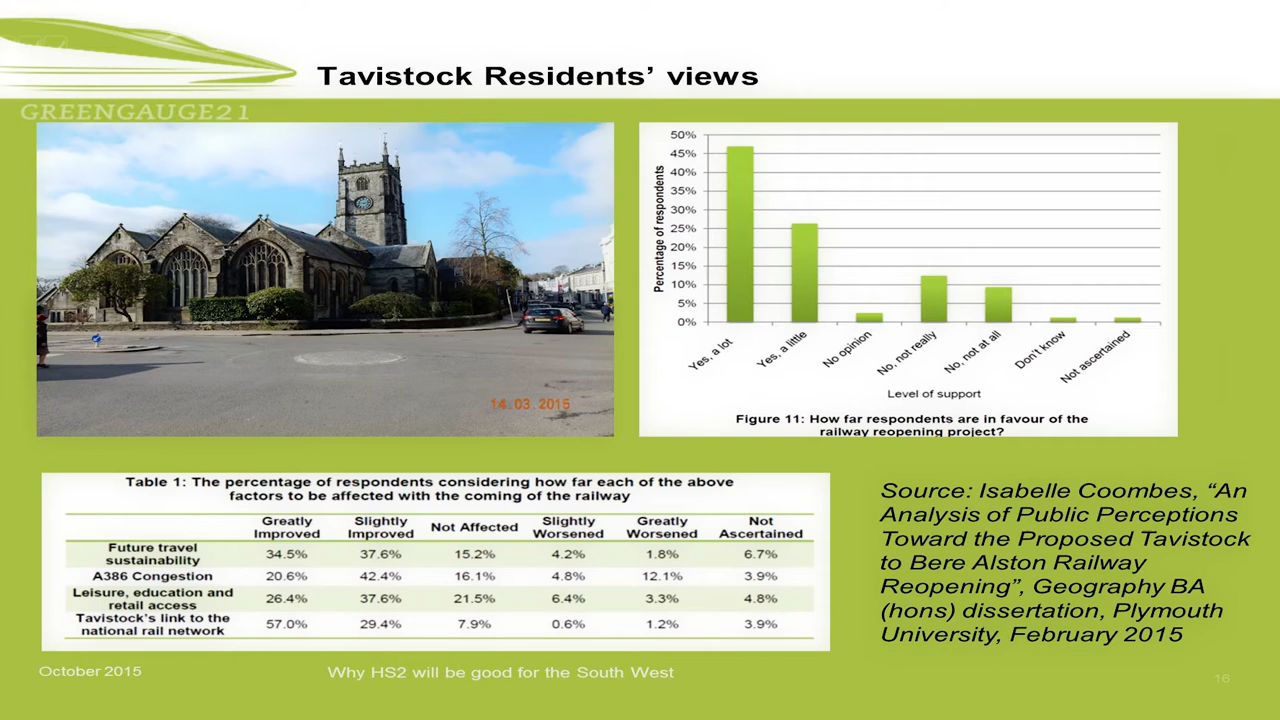 Tavistock Residents’ views
GREENGAUGE21
14.03.2015
50%
45%
40%
35%
30%
25%
20%
15%
10%
5%
0%
Percentage of respondents
Yes, a lot
Yes, a little
No opinion
No, not really
No, not at all
Don't know
Not ascertained
Level of support
Figure 11: How far respondents are in favour of the
railway reopening project?
Table 1: The percentage of respondents considering how far each of the above
factors to be affected with the coming of the railway
Greatly Improved Slightly Improved Not Affected Slightly Worsened Greatly Worsened Not Ascertained
Future travel sustainability 34.5% 37.6% 15.2% 4.2% 1.8% 6.7%
A386 Congestion 20.6% 42.4% 16.1% 4.8% 12.1% 3.9%
Leisure, education and retail access 26.4% 37.6% 21.5% 6.4% 3.3% 4.8%
Tavistock's link to the national rail network 57.0% 29.4% 7.9% 0.6% 1.2% 3.9%
Source: Isabelle Coombes, “An
Analysis of Public Perceptions
Toward the Proposed Tavistock
to Bere Alston Railway
Reopening”, Geography BA
(hons) dissertation, Plymouth
University, February 2015
October 2015
Why HS2 will be good for the South West
16